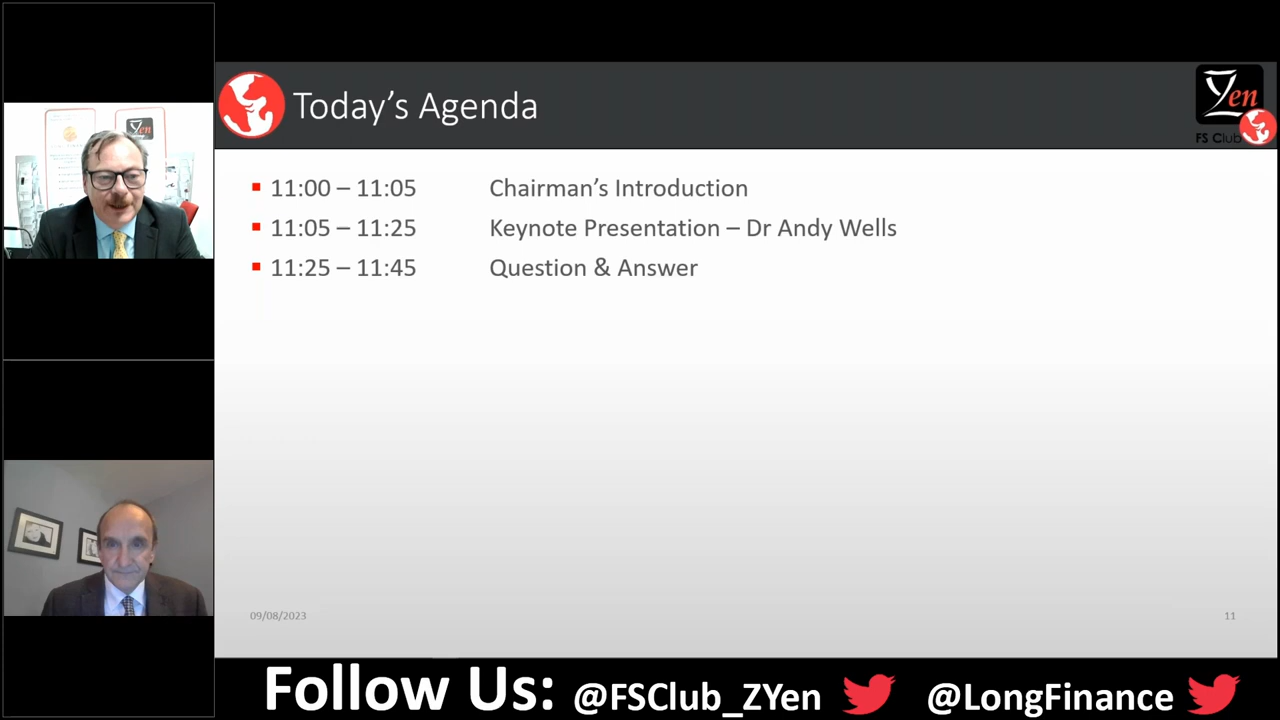 Today's Agenda
Zen
FS Club
11:00 – 11:05 Chairman's Introduction
11:05 – 11:25 Keynote Presentation – Dr Andy Wells
11:25 – 11:45 Question & Answer
09/08/2023
11
Follow Us: @FSClub_ZYen @LongFinance